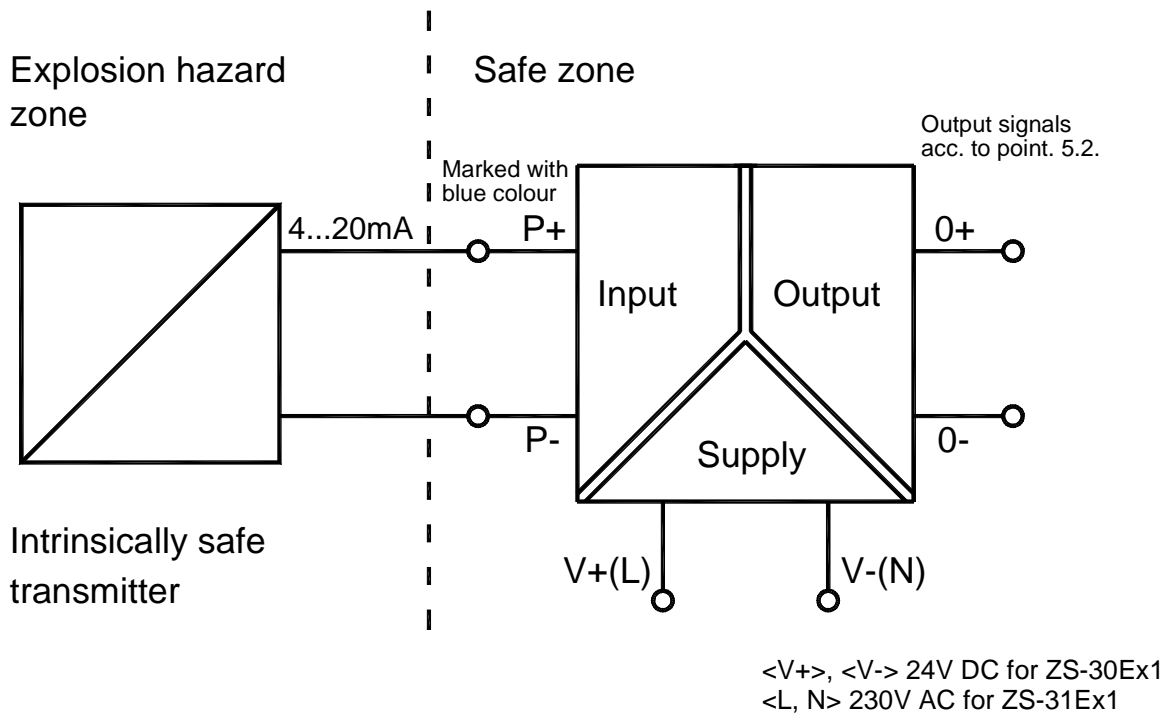 Explosion hazard
zone
Safe zone
Output signals
acc. to point. 5.2.
Marked with
blue colour
4...20mA
P+
0+
Input
Output
P-
0-
Supply
Intrinsically safe
transmitter
V+(L)
V-(N)
<V+>, <V-> 24V DC for ZS-30Ex1
<L, N> 230V AC for ZS-31Ex1